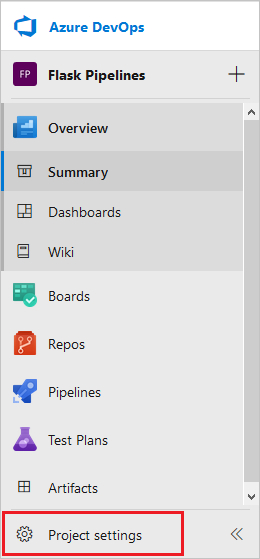 Azure DevOps
FP Flask Pipelines
Overview
Summary
Dashboards
Wiki
Boards
Repos
Pipelines
Test Plans
Artifacts
Project settings